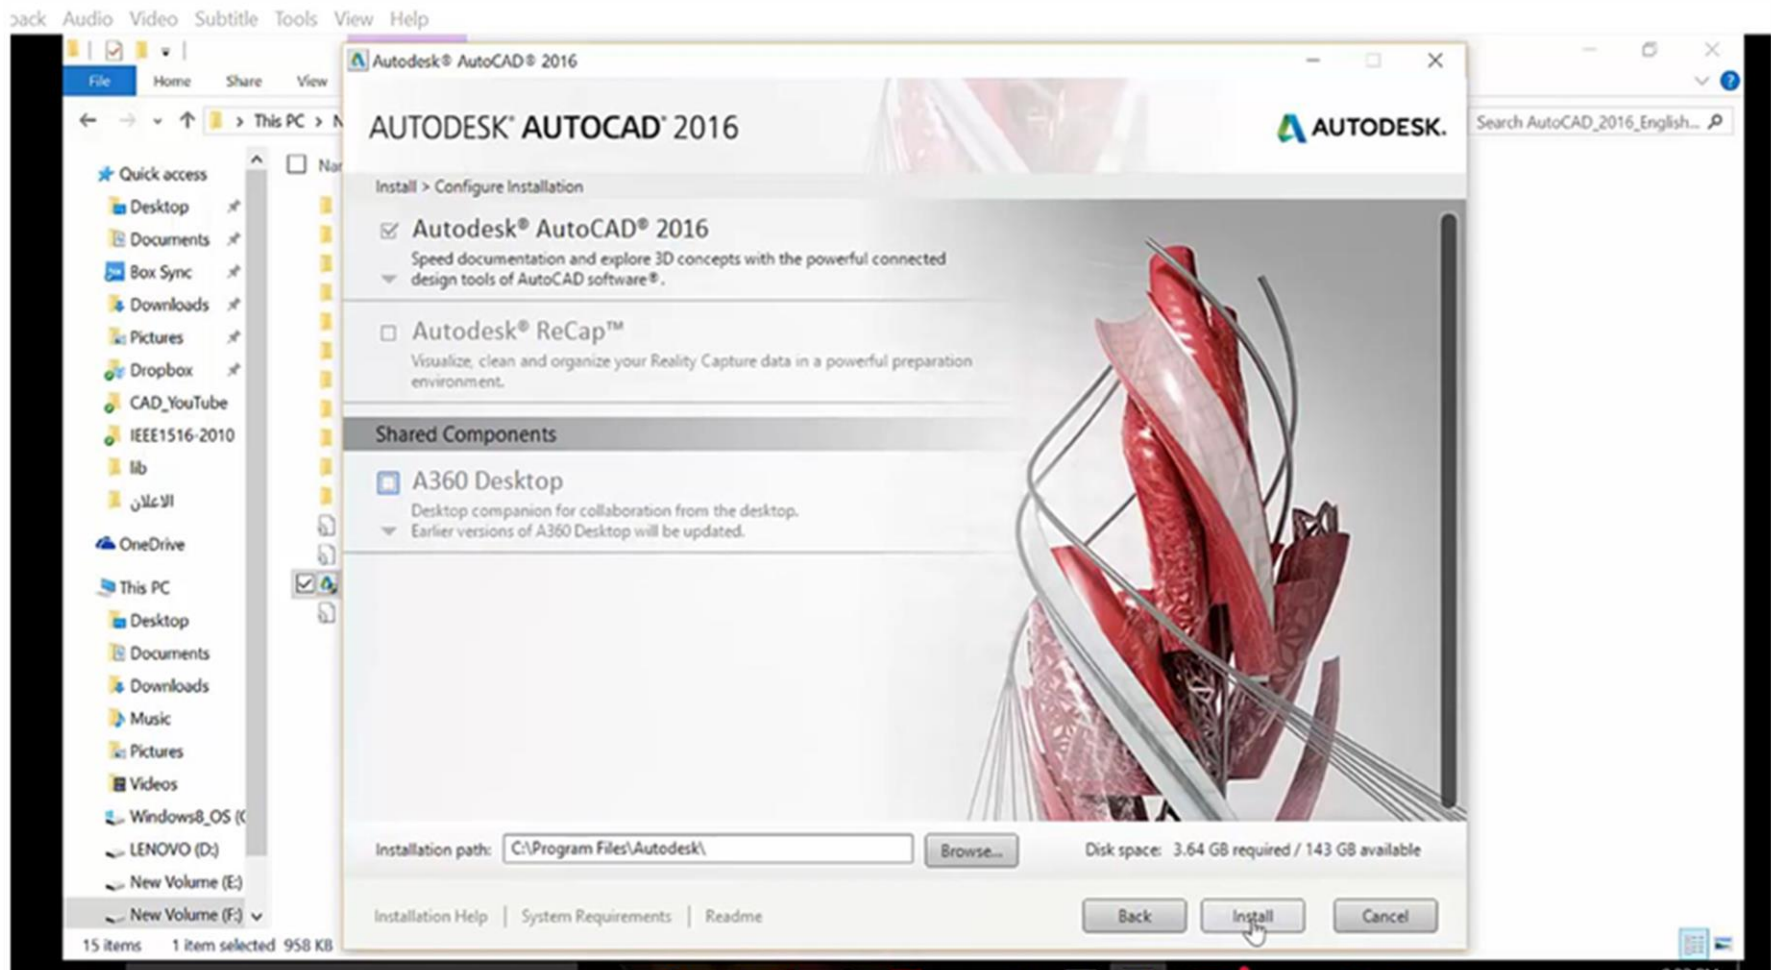 Audio Video Subtitle Tools View Help
Autodesk® AutoCAD® 2016
File Home Share View
This PC
Search AutoCAD_2016_English...
AUTODESK® AUTOCAD® 2016
AUTODESK.
Install > Configure Installation
Quick access
Desktop
Documents
Box Sync
Downloads
Pictures
Dropbox
CAD_YouTube
IEEE1516-2010
lib
الاعلان
OneDrive
This PC
Desktop
Documents
Downloads
Music
Pictures
Videos
Windows8_OS (C
LENOVO (D:)
New Volume (E:)
New Volume (F:)
15 items 1 item selected 958 KB
Autodesk® AutoCAD® 2016
Speed documentation and explore 3D concepts with the powerful connected
design tools of AutoCAD software®.
Autodesk® ReCap™
Visualize, clean and organize your Reality Capture data in a powerful preparation
environment.
Shared Components
A360 Desktop
Desktop companion for collaboration from the desktop.
Earlier versions of A360 Desktop will be updated.
Installation path: C:\Program Files\Autodesk\ Browse... Disk space: 3.64 GB required / 143 GB available
Installation Help | System Requirements | Readme
Back Install Cancel